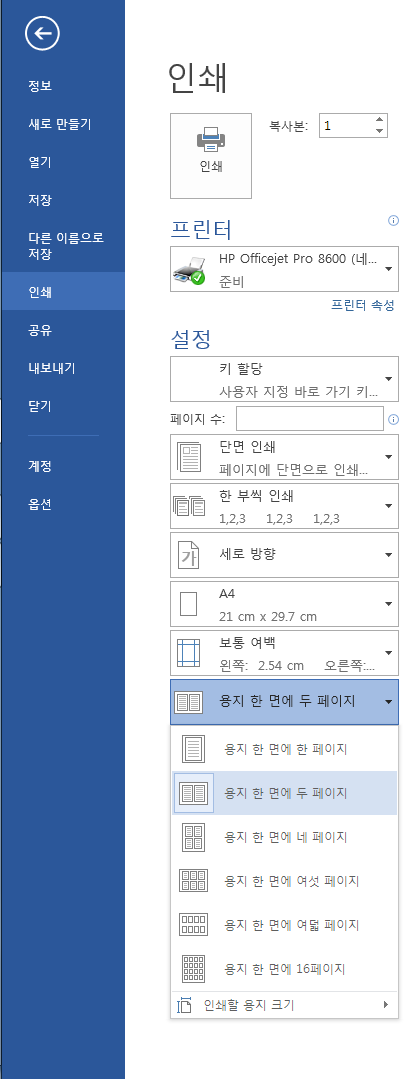 정보
새로 만들기
열기
저장
다른 이름으로
저장
인쇄
공유
내보내기
닫기
계정
옵션
인쇄
인쇄
복사본: 1
프린터
HP Officejet Pro 8600 (네...
준비
프린터 속성
설정
키 할당
사용자 지정 바로 가기 키...
페이지 수:
단면 인쇄
페이지에 단면으로 인쇄...
한 부씩 인쇄
1,2,3 1,2,3 1,2,3
가
세로 방향
A4
21 cm x 29.7 cm
보통 여백
왼쪽: 2.54 cm 오른쪽:...
용지 한 면에 두 페이지
용지 한 면에 한 페이지
용지 한 면에 두 페이지
용지 한 면에 네 페이지
용지 한 면에 여섯 페이지
용지 한 면에 여덟 페이지
용지 한 면에 16페이지
인쇄할 용지 크기